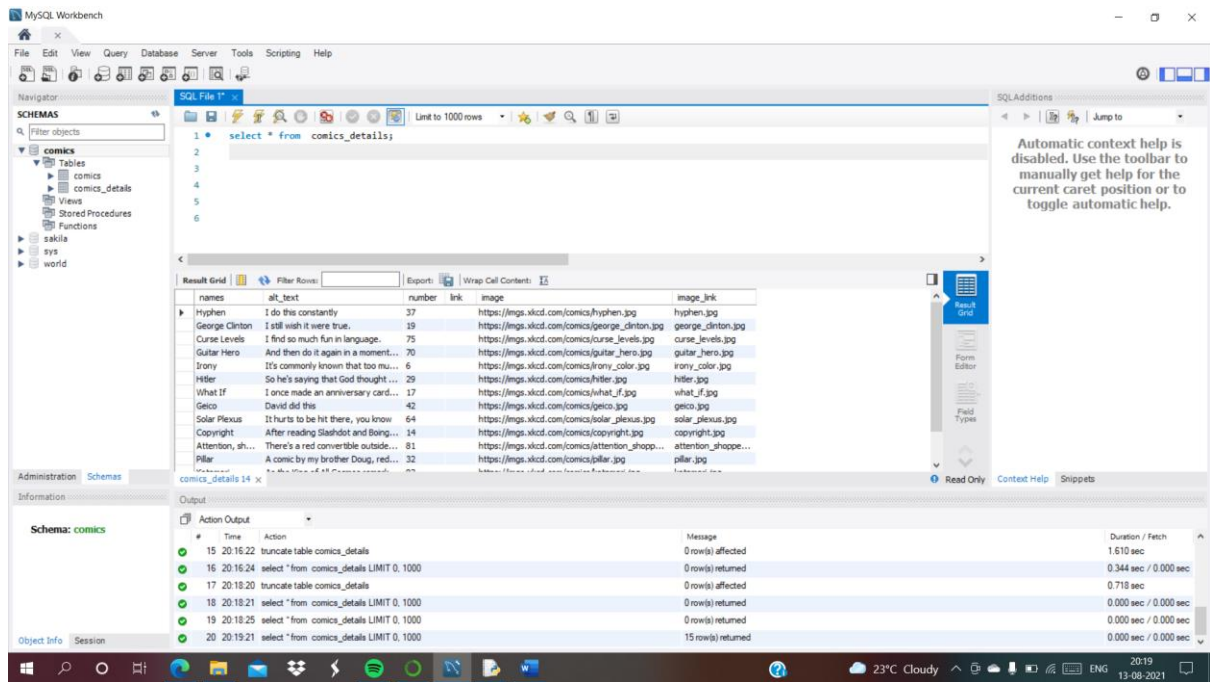 MySQL Workbench
File Edit View Query Database Server Tools Scripting Help
Navigator
SCHEMAS
Filter objects
comics
Tables
comics
comics_details
Views
Stored Procedures
Functions
sakila
sys
world
Administration Schemas
Information
Schema: comics
Object Info Session
SQL File 1*
Limit to 1000 rows
1 select * from comics_details;
2
3
4
5
6
Result Grid Filter Rows: Export: Wrap Cell Content:
names alt_text number link image image_link
Hyphen I do this constantly 37 https://imgs.xkcd.com/comics/hyphen.jpg hyphen.jpg
George Clinton I still wish it were true. 19 https://imgs.xkcd.com/comics/george_clinton.jpg george_clinton.jpg
Curse Levels I find so much fun in language. 75 https://imgs.xkcd.com/comics/curse_levels.jpg curse_levels.jpg
Guitar Hero And then do it again in a moment... 70 https://imgs.xkcd.com/comics/guitar_hero.jpg guitar_hero.jpg
Irony It's commonly known that too mu... 6 https://imgs.xkcd.com/comics/irony_color.jpg irony_color.jpg
Hitler So he's saying that God thought ... 29 https://imgs.xkcd.com/comics/hitler.jpg hitler.jpg
What If I once made an anniversary card... 17 https://imgs.xkcd.com/comics/what_if.jpg what_if.jpg
Geico David did this 42 https://imgs.xkcd.com/comics/geico.jpg geico.jpg
Solar Plexus It hurts to be hit there, you know 64 https://imgs.xkcd.com/comics/solar_plexus.jpg solar_plexus.jpg
Copyright After reading Slashdot and Boing... 14 https://imgs.xkcd.com/comics/copyright.jpg copyright.jpg
Attention, sh... There's a red convertible outside... 81 https://imgs.xkcd.com/comics/attention_shopp... attention_shoppe...
Pillar A comic by my brother Doug, red... 32 https://imgs.xkcd.com/comics/pillar.jpg pillar.jpg
Result Grid
Form Editor
Field Types
comics_details 14
Read Only
SQLAdditions
Jump to
Automatic context help is
disabled. Use the toolbar to
manually get help for the
current caret position or to
toggle automatic help.
Context Help Snippets
Output
Action Output
# Time Action Message Duration / Fetch
15 20:16:22 truncate table comics_details 0 row(s) affected 1.610 sec
16 20:16:24 select * from comics_details LIMIT 0, 1000 0 row(s) returned 0.344 sec / 0.000 sec
17 20:18:20 truncate table comics_details 0 row(s) affected 0.718 sec
18 20:18:21 select * from comics_details LIMIT 0, 1000 0 row(s) returned 0.000 sec / 0.000 sec
19 20:18:25 select * from comics_details LIMIT 0, 1000 0 row(s) returned 0.000 sec / 0.000 sec
20 20:19:21 select * from comics_details LIMIT 0, 1000 15 row(s) returned 0.000 sec / 0.000 sec
23°C Cloudy ENG 20:19
13-08-2021